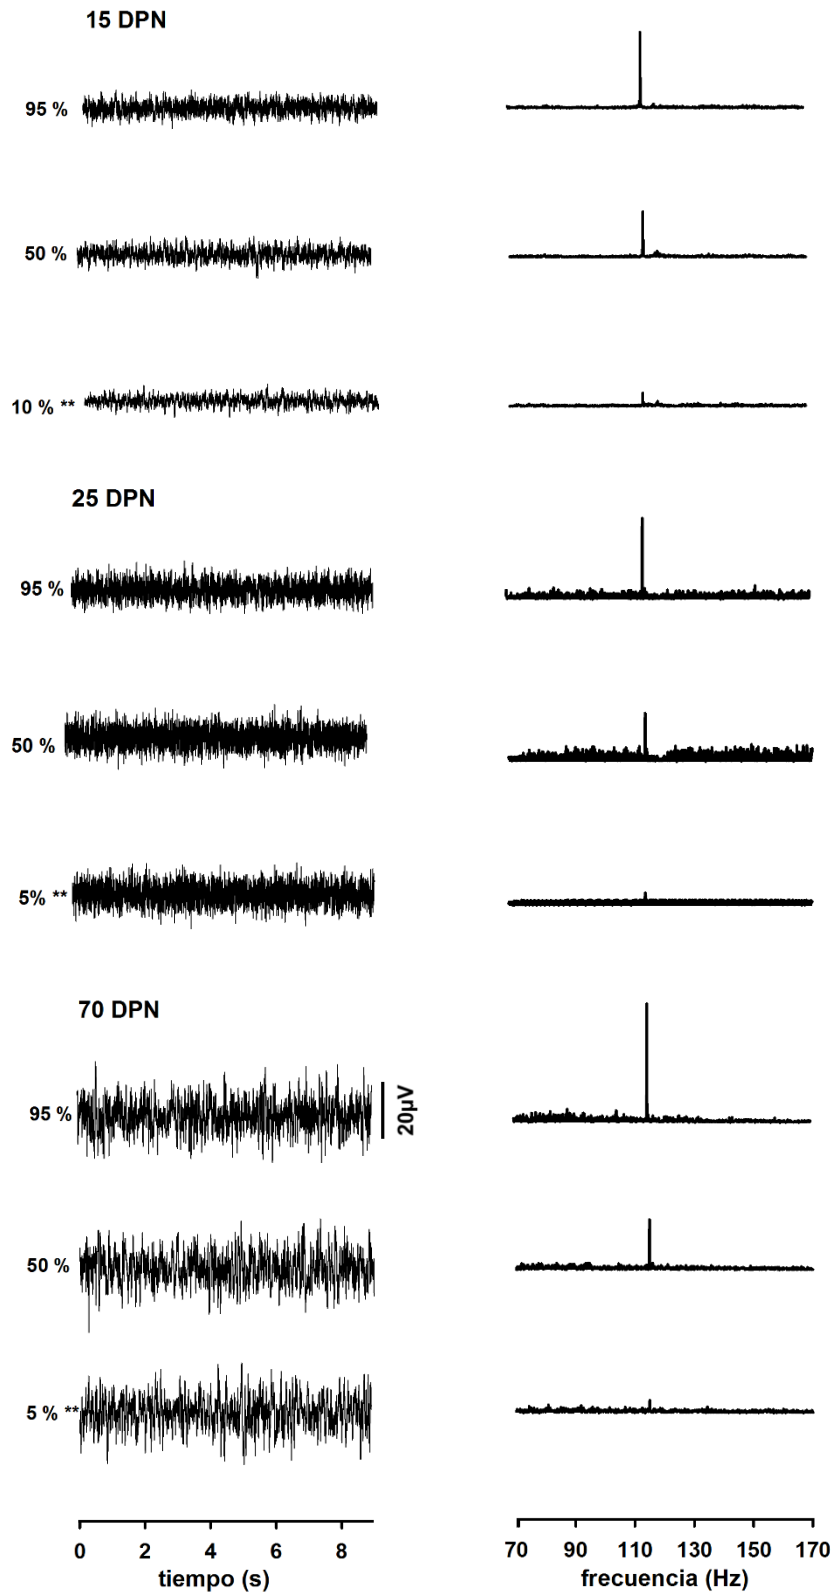 15 DPN
95 %
50 %
10 % **
25 DPN
95 %
50 %
5% **
70 DPN
95 %
20µV
50 %
5 % **
0 2 4 6 8
tiempo (s)
70 90 110 130 150 170
frecuencia (Hz)